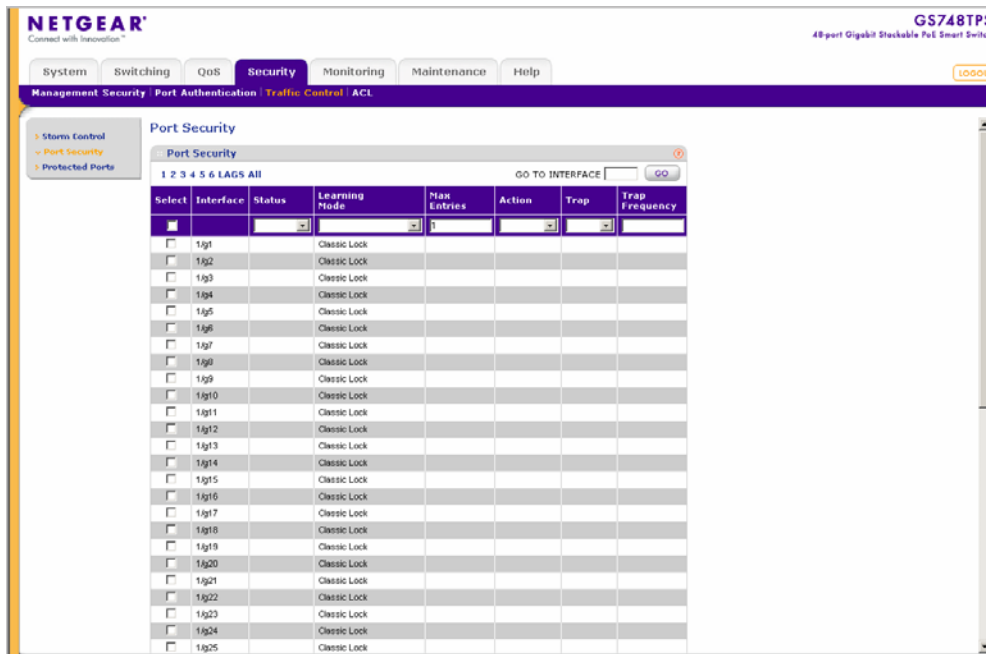 NETGEAR
Connect with Innovation™
GS748TPS
48-port Gigabit Stackable PoE Smart Switc
System Switching QoS Security Monitoring Maintenance Help
LOGOU
Management Security | Port Authentication | Traffic Control | ACL
Storm Control
Port Security
Protected Ports
Port Security
Port Security
1 2 3 4 5 6 LAGS All GO TO INTERFACE GO
Select Interface Status Learning Mode Max Entries Action Trap Trap Frequency
1
1/g1 Classic Lock
1/g2 Classic Lock
1/g3 Classic Lock
1/g4 Classic Lock
1/g5 Classic Lock
1/g6 Classic Lock
1/g7 Classic Lock
1/g8 Classic Lock
1/g9 Classic Lock
1/g10 Classic Lock
1/g11 Classic Lock
1/g12 Classic Lock
1/g13 Classic Lock
1/g14 Classic Lock
1/g15 Classic Lock
1/g16 Classic Lock
1/g17 Classic Lock
1/g18 Classic Lock
1/g19 Classic Lock
1/g20 Classic Lock
1/g21 Classic Lock
1/g22 Classic Lock
1/g23 Classic Lock
1/g24 Classic Lock
1/g25 Classic Lock